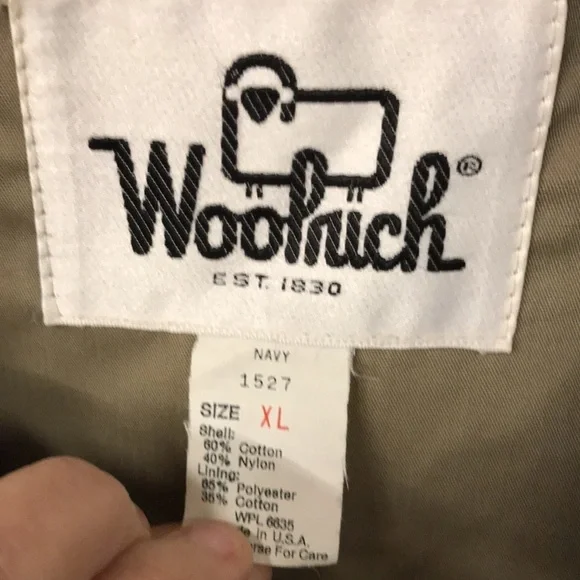 Woolrich®
EST. 1830
NAVY
1527
SIZE XL
Shell:
60% Cotton
40% Nylon
Lining:
65% Polyester
35% Cotton
WPL 6635
in U.S.A.
For Care